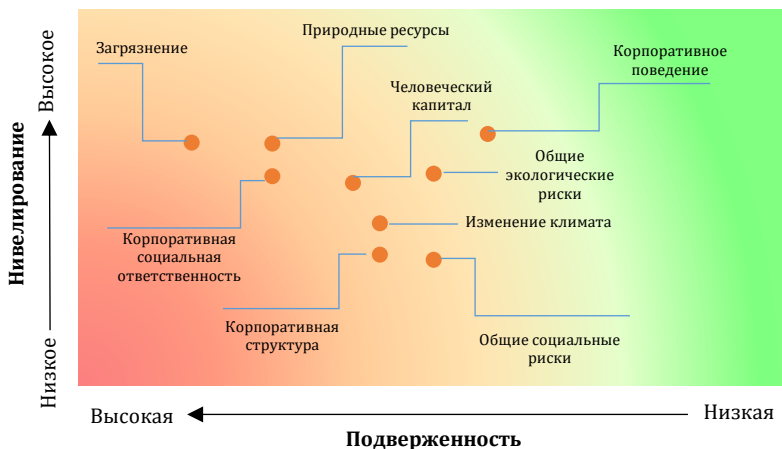 Природные ресурсы
Загрязнение
Корпоративное
поведение
Человеческий
капитал
Общие
экологические
риски
Изменение климата
Корпоративная
социальная
ответственность
Корпоративная
структура
Общие социальные
риски
Нивелирование
Высокое
Низкое
Высокая
Низкая
Подверженность